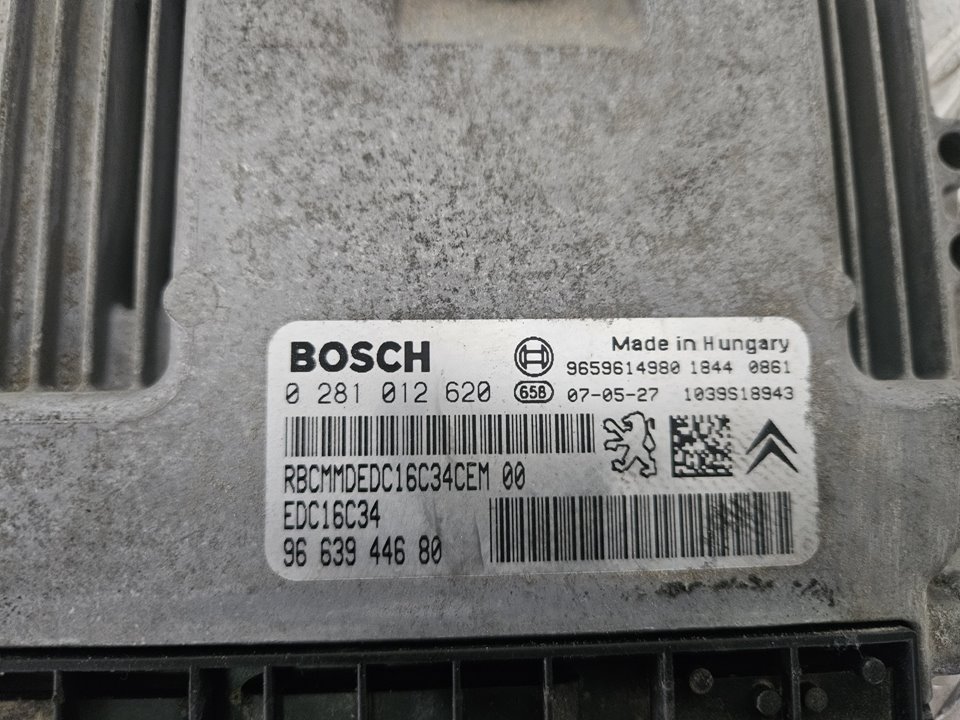 BOSCH
Made in Hungary
9659614980 1844 0861
0 281 012 620 658 07-05-27 1039S18943
RBCMMDEDC16C34CEM 00
EDC16C34
96 639 446 80